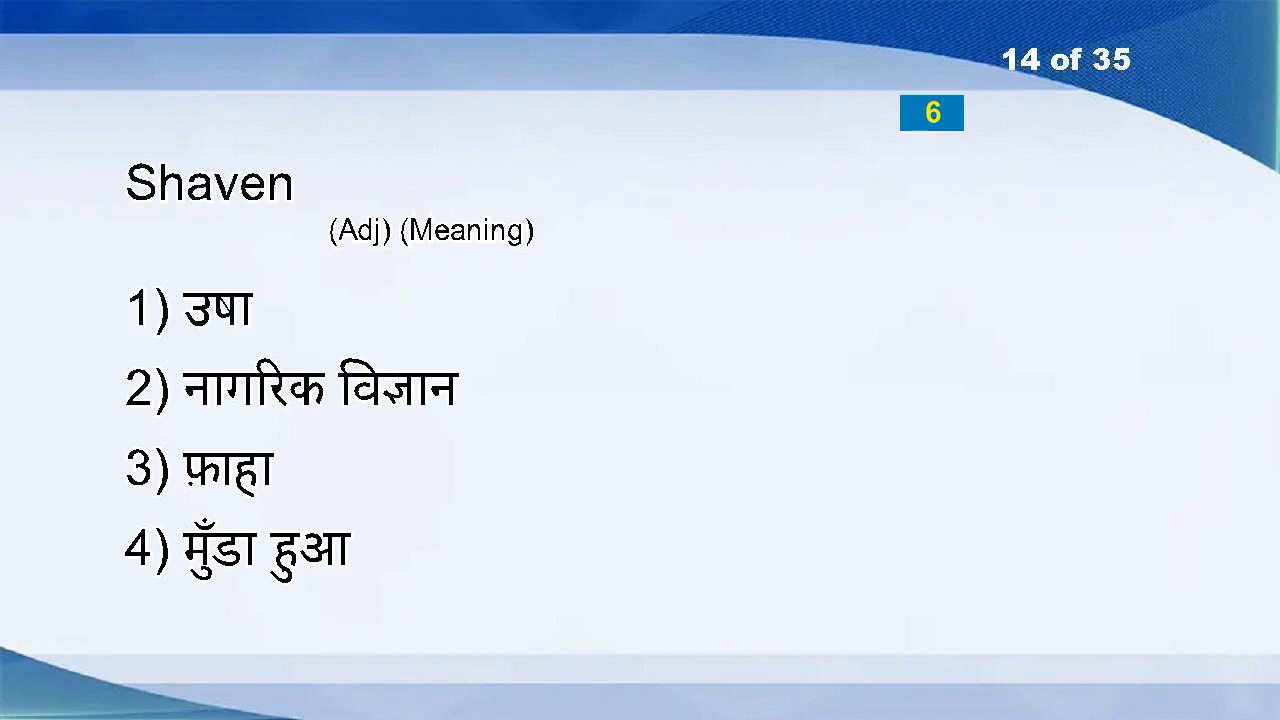 14 of 35
6
Shaven
(Adj) (Meaning)
1) उषा
2) नागरिक विज्ञान
3) फ़ाहा
4) मुँडा हुआ